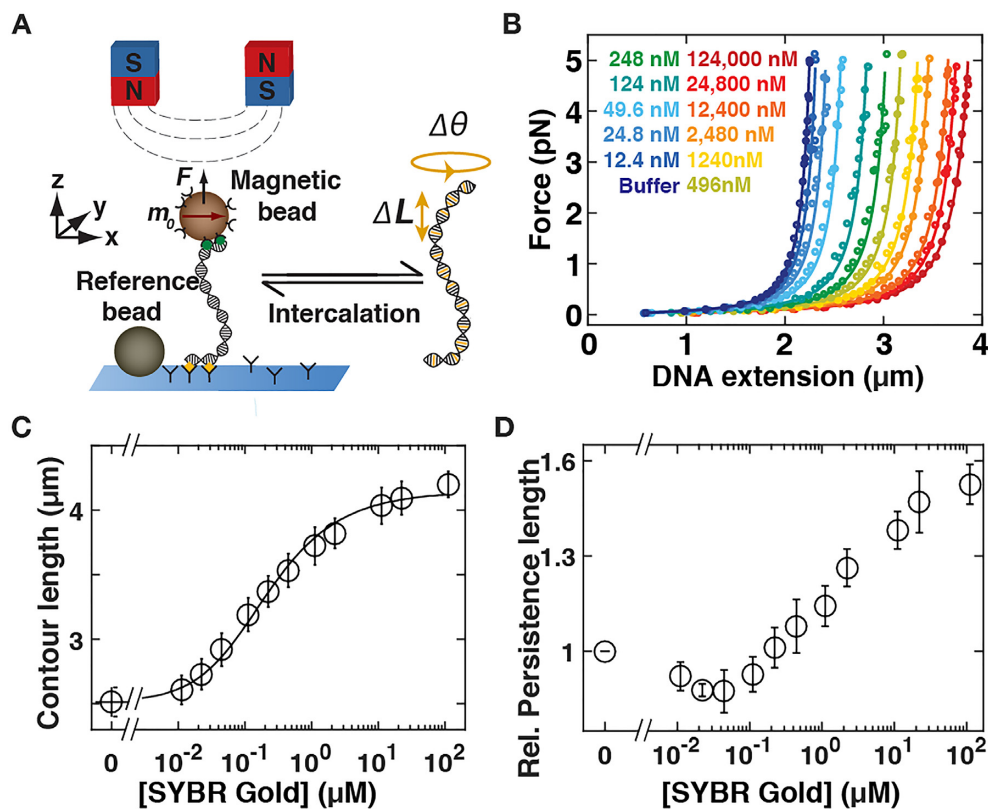 A
S
N
N
S
Δθ
z
y
x
F
m0
Magnetic
bead
ΔL
Reference
bead
Intercalation
B
Force (pN)
5
4
3
2
1
0
248 nM 124,000 nM
124 nM 24,800 nM
49.6 nM 12,400 nM
24.8 nM 2,480 nM
12.4 nM 1240nM
Buffer 496nM
0 1 2 3 4
DNA extension (µm)
C
Contour length (µm)
4
3
0 10-2 10-1 100 101 102
[SYBR Gold] (µM)
D
Rel. Persistence length
1.6
1.3
1
0 10-2 10-1 100 101 102
[SYBR Gold] (µM)